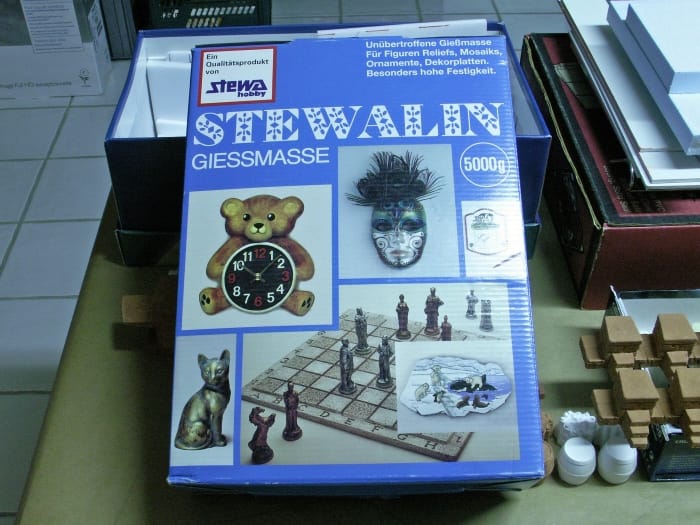 Ein
Qualitätsprodukt
von
stewa
hobby
Unübertroffene Gießmasse
Für Figuren Reliefs, Mosaiks,
Ornamente, Dekorplatten.
Besonders hohe Festigkeit.
STEWALIN
GIESSMASSE
5000g
12
1
2
3
4
5
6
7
8
9
10
11
A B C D E F G H